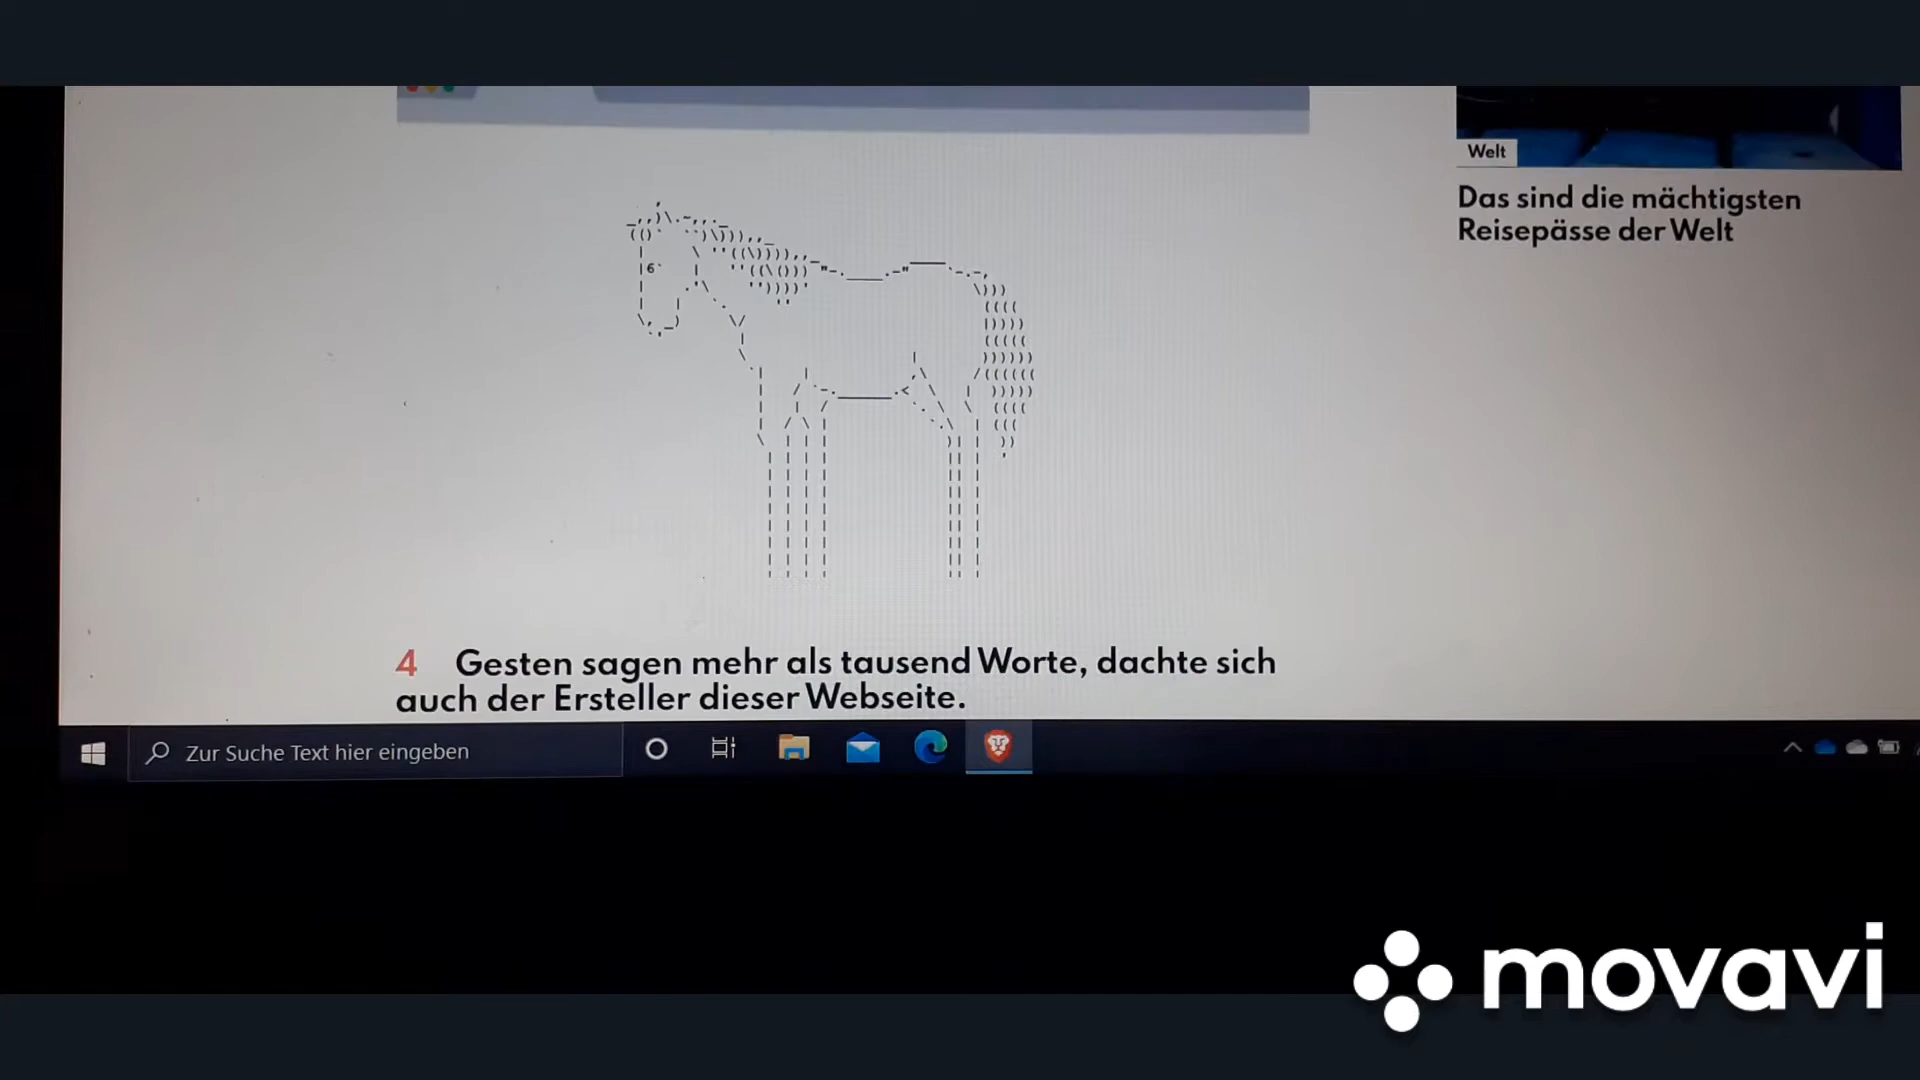 Welt
Das sind die mächtigsten
Reisepässe der Welt
4 Gesten sagen mehr als tausend Worte, dachte sich
auch der Ersteller dieser Webseite.
Zur Suche Text hier eingeben
movavi